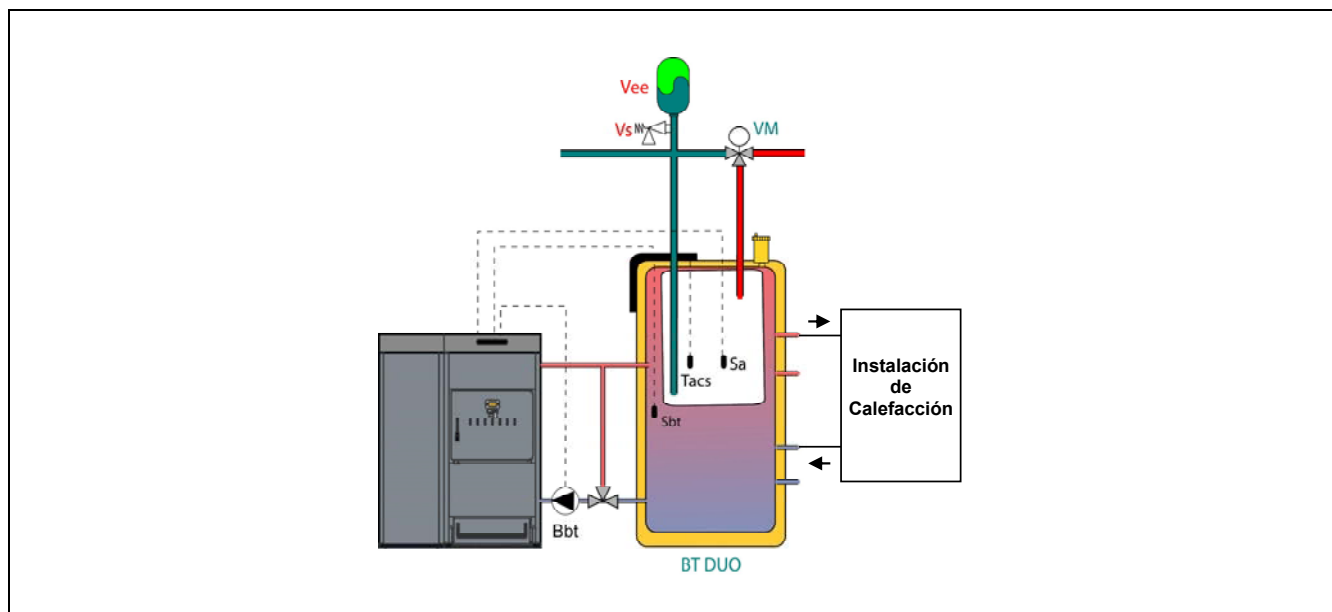 Vee
Vs
VM
Tacs
Sa
Sbt
Instalación
de
Calefacción
Bbt
BT DUO